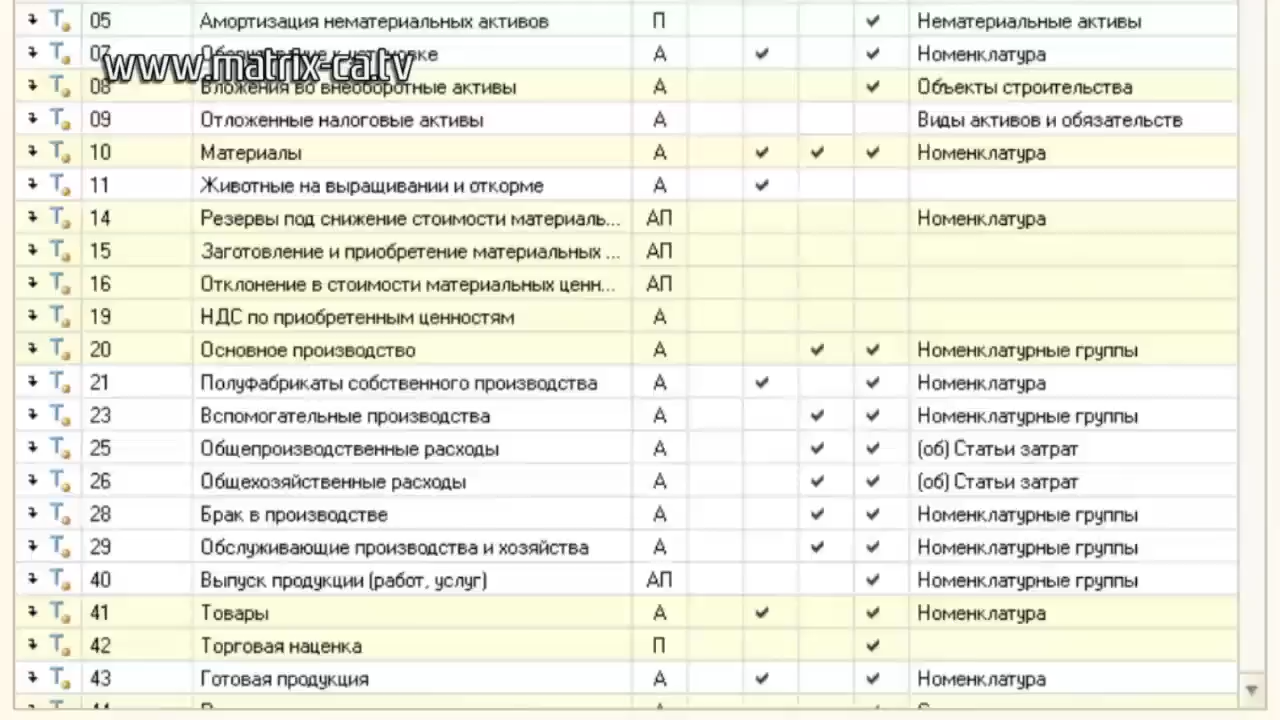 05 Амортизация нематериальных активов П Нематериальные активы
07 А Номенклатура
www.matrix-ca.tv
08 Вложения во внеоборотные активы А Объекты строительства
09 Отложенные налоговые активы А Виды активов и обязательств
10 Материалы А Номенклатура
11 Животные на выращивании и откорме А
14 Резервы под снижение стоимости материаль... АП Номенклатура
15 Заготовление и приобретение материальных ... АП
16 Отклонение в стоимости материальных ценн... АП
19 НДС по приобретенным ценностям А
20 Основное производство А Номенклатурные группы
21 Полуфабрикаты собственного производства А Номенклатура
23 Вспомогательные производства А Номенклатурные группы
25 Общепроизводственные расходы А (об) Статьи затрат
26 Общехозяйственные расходы А (об) Статьи затрат
28 Брак в производстве А Номенклатурные группы
29 Обслуживающие производства и хозяйства А Номенклатурные группы
40 Выпуск продукции (работ, услуг) АП Номенклатурные группы
41 Товары А Номенклатура
42 Торговая наценка П
43 Готовая продукция А Номенклатура